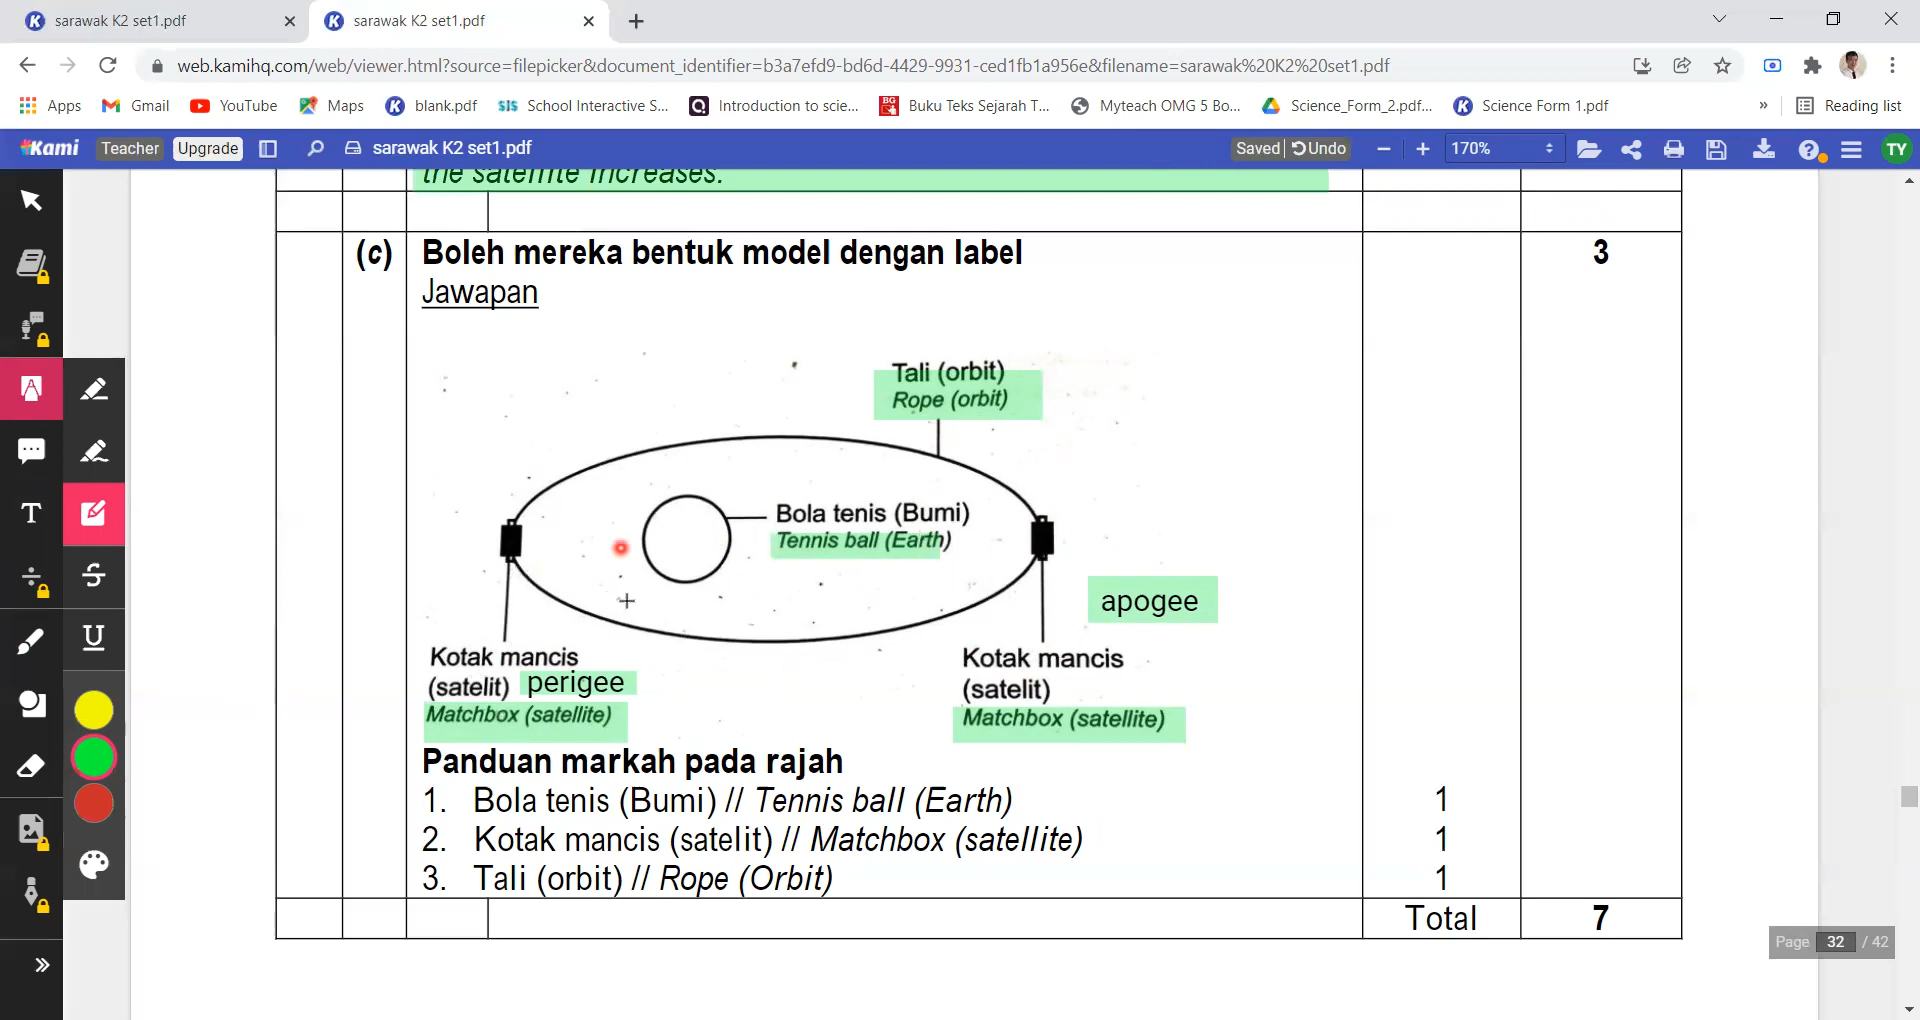 sarawak K2 set1.pdf
sarawak K2 set1.pdf
web.kamihq.com/web/viewer.html?source=filepicker&document_identifier=b3a7efd9-bd6d-4429-9931-ced1fb1a956e&filename=sarawak%20K2%20set1.pdf
Apps
Gmail
YouTube
Maps
blank.pdf
SIS School Interactive S...
Introduction to scie...
BG Buku Teks Sejarah T...
Myteach OMG 5 Bo...
Science_Form_2.pdf...
Science Form 1.pdf
»
Reading list
Kami Teacher Upgrade
sarawak K2 set1.pdf
Saved | Undo
170%
TY
the satellite increases.
(c) Boleh mereka bentuk model dengan label 3
Jawapan
Tali (orbit)
Rope (orbit)
Bola tenis (Bumi)
Tennis ball (Earth)
apogee
Kotak mancis
(satelit) perigee
Matchbox (satellite)
Kotak mancis
(satelit)
Matchbox (satellite)
Panduan markah pada rajah
1. Bola tenis (Bumi) // Tennis ball (Earth) 1
2. Kotak mancis (satelit) // Matchbox (satellite) 1
3. Tali (orbit) // Rope (Orbit) 1
Total 7
Page 32 / 42